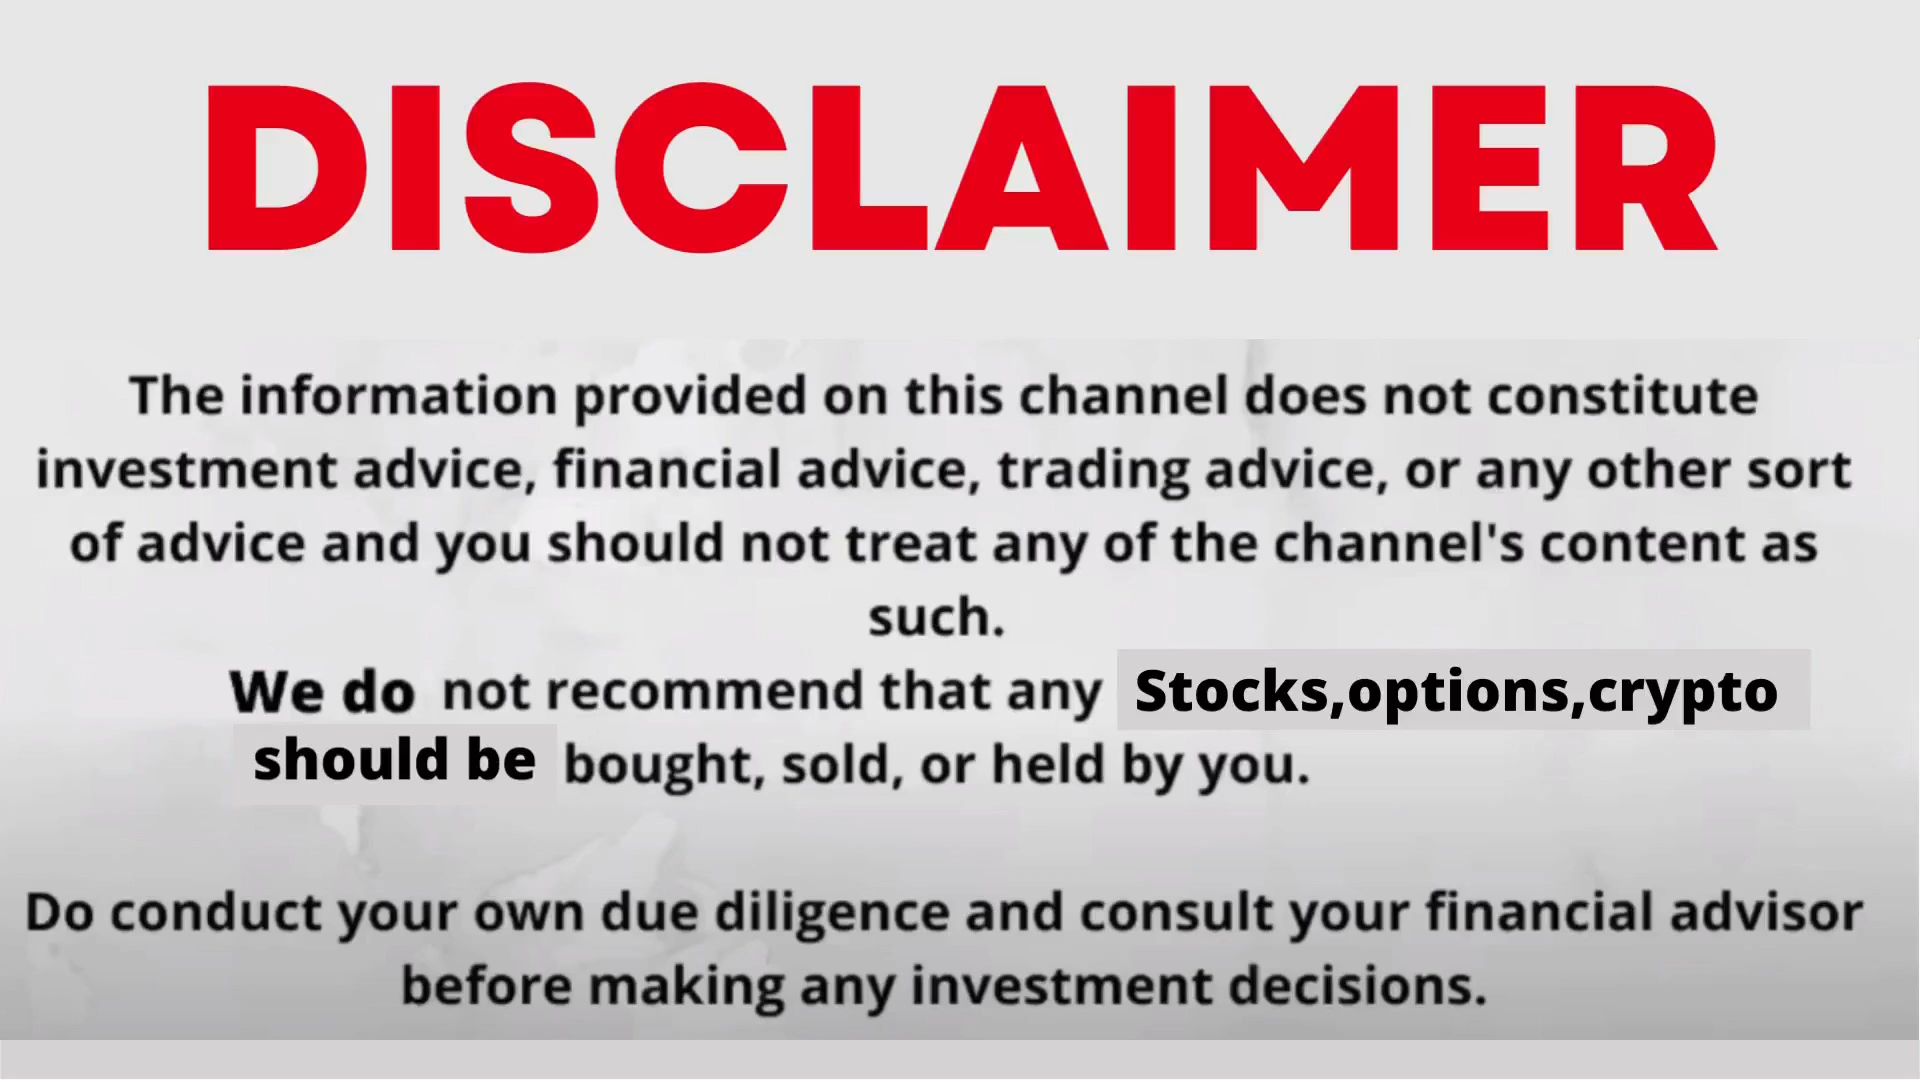 DISCLAIMER
The information provided on this channel does not constitute
investment advice, financial advice, trading advice, or any other sort
of advice and you should not treat any of the channel's content as
such.
We do not recommend that any Stocks,options,crypto
should be bought, sold, or held by you.
Do conduct your own due diligence and consult your financial advisor
before making any investment decisions.